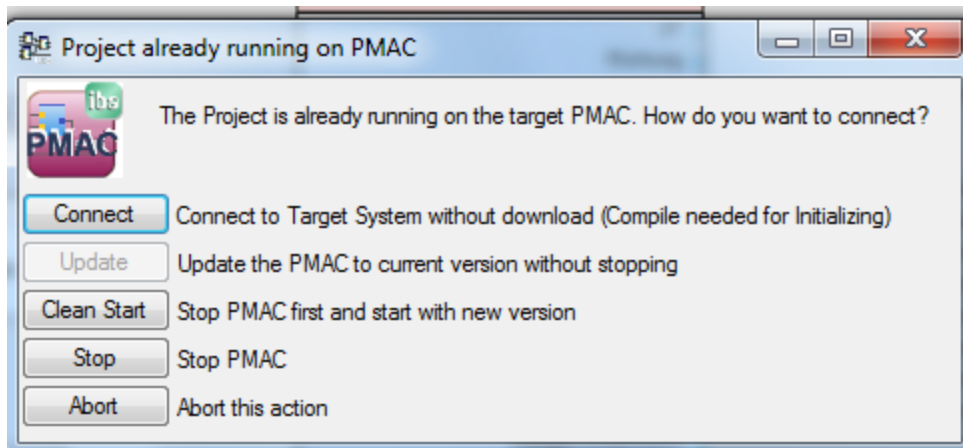 Project already running on PMAC
ibs
PMAC
The Project is already running on the target PMAC. How do you want to connect?
Connect Connect to Target System without download (Compile needed for Initializing)
Update Update the PMAC to current version without stopping
Clean Start Stop PMAC first and start with new version
Stop Stop PMAC
Abort Abort this action